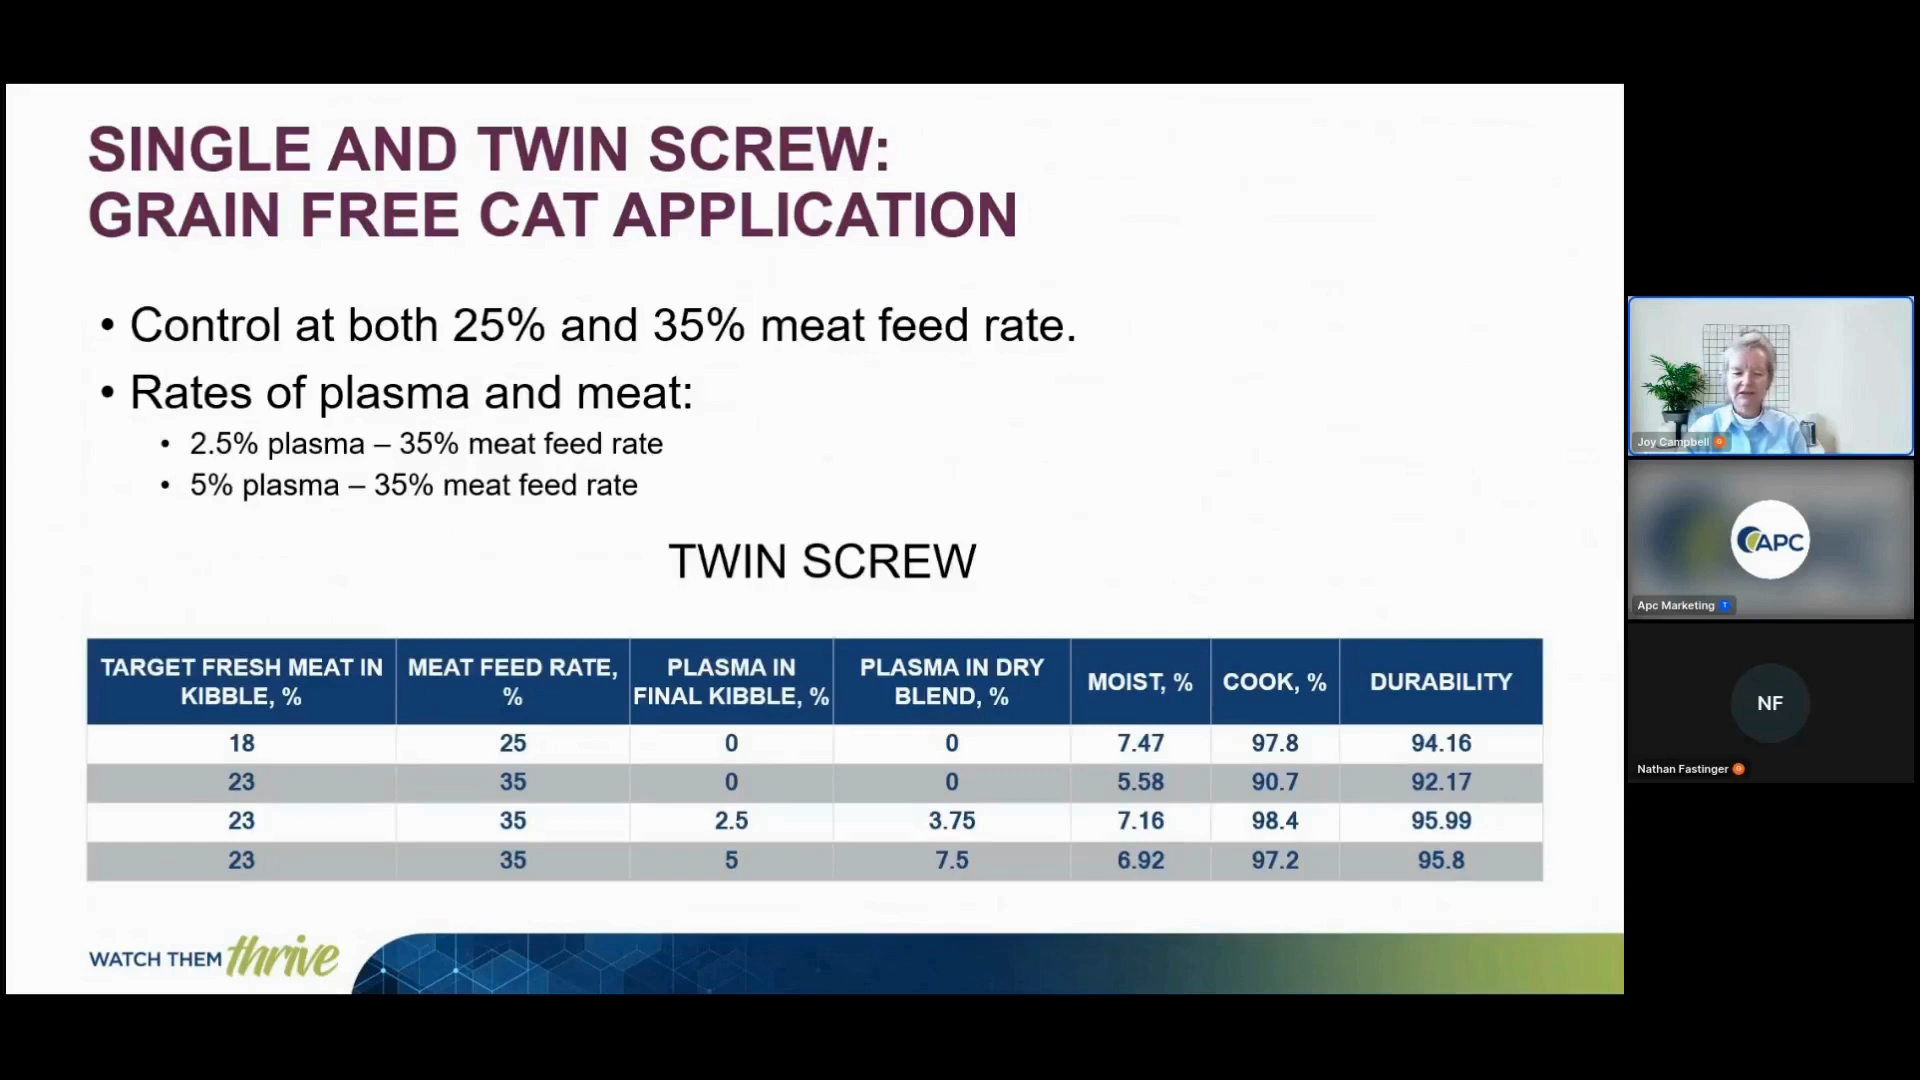 SINGLE AND TWIN SCREW:
GRAIN FREE CAT APPLICATION
• Control at both 25% and 35% meat feed rate.
• Rates of plasma and meat:
• 2.5% plasma – 35% meat feed rate
• 5% plasma – 35% meat feed rate
TWIN SCREW
TARGET FRESH MEAT IN KIBBLE, % MEAT FEED RATE, % PLASMA IN FINAL KIBBLE, % PLASMA IN DRY BLEND, % MOIST, % COOK, % DURABILITY
18 25 0 0 7.47 97.8 94.16
23 35 0 0 5.58 90.7 92.17
23 35 2.5 3.75 7.16 98.4 95.99
23 35 5 7.5 6.92 97.2 95.8
WATCH THEM thrive
Joy Campbell
APC
Apc Marketing
NF
Nathan Fastinger